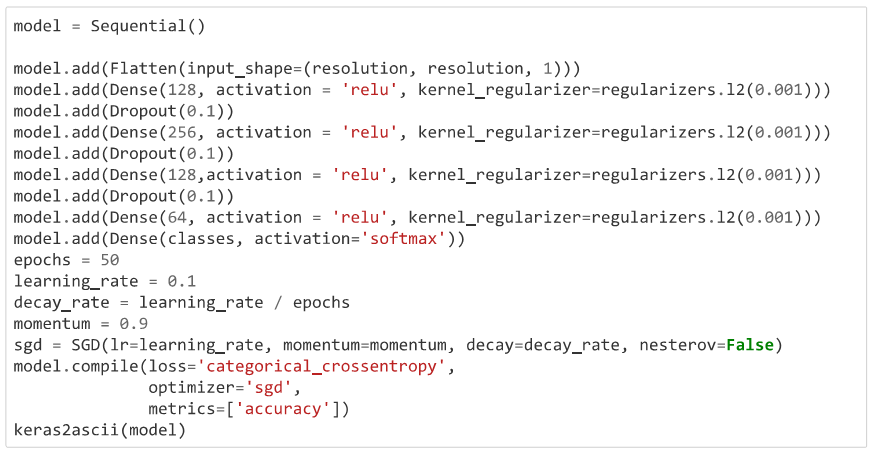 model = Sequential()

model.add(Flatten(input_shape=(resolution, resolution, 1)))
model.add(Dense(128, activation = 'relu', kernel_regularizer=regularizers.l2(0.001)))
model.add(Dropout(0.1))
model.add(Dense(256, activation = 'relu', kernel_regularizer=regularizers.l2(0.001)))
model.add(Dropout(0.1))
model.add(Dense(128,activation = 'relu', kernel_regularizer=regularizers.l2(0.001)))
model.add(Dropout(0.1))
model.add(Dense(64, activation = 'relu', kernel_regularizer=regularizers.l2(0.001)))
model.add(Dense(classes, activation='softmax'))
epochs = 50
learning_rate = 0.1
decay_rate = learning_rate / epochs
momentum = 0.9
sgd = SGD(lr=learning_rate, momentum=momentum, decay=decay_rate, nesterov=False)
model.compile(loss='categorical_crossentropy',
              optimizer='sgd',
              metrics=['accuracy'])
keras2ascii(model)